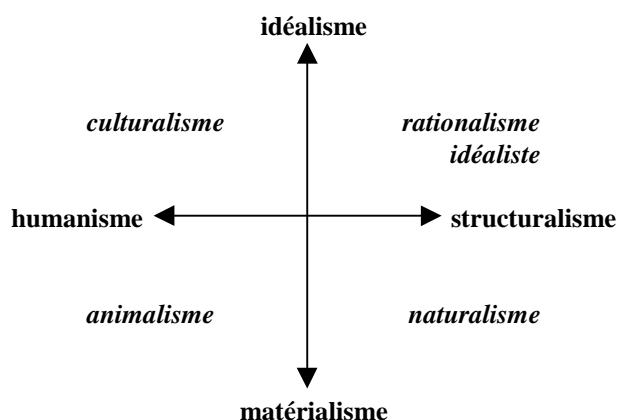 idéalisme
culturalisme
rationalisme
idéaliste
humanisme
structuralisme
animalisme
naturalisme
matérialisme